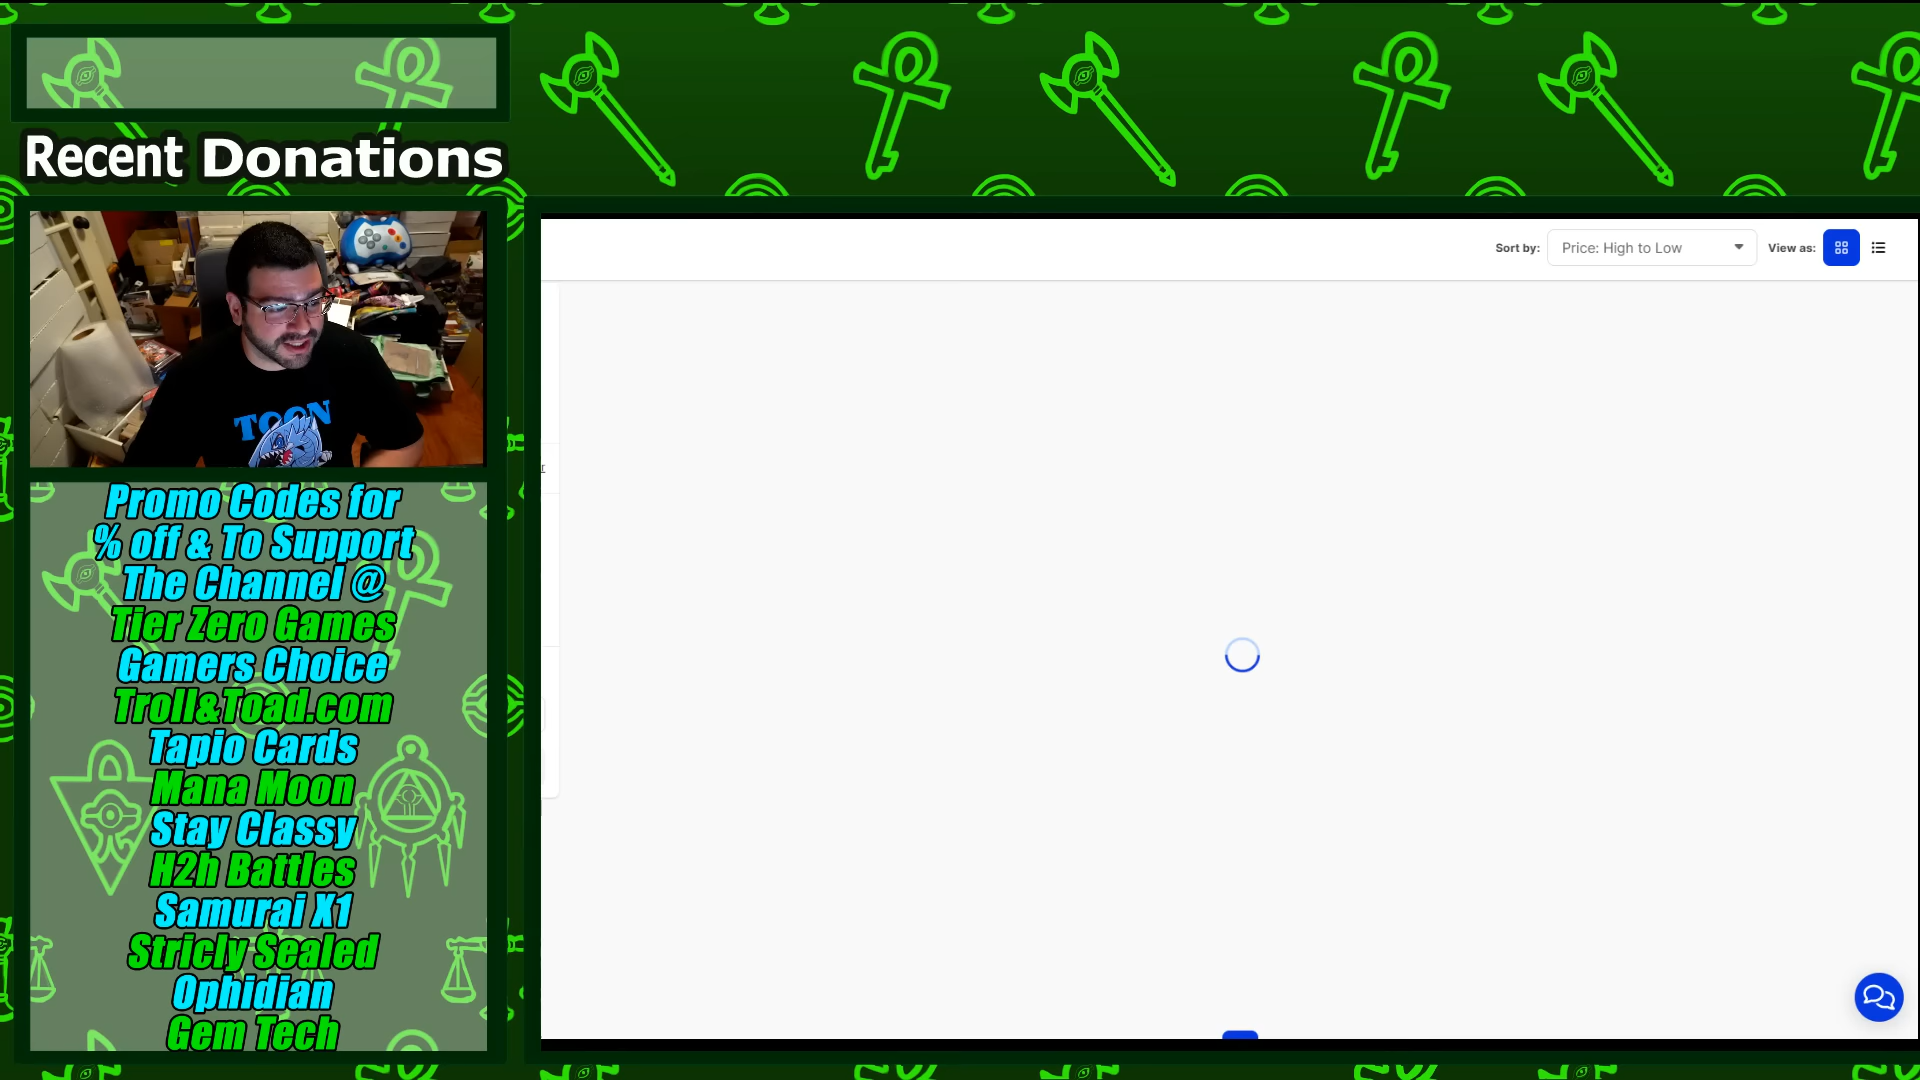 Recent Donations
Sort by:
Price: High to Low
View as:
r
TOON
Promo Codes for
% off & To Support
The Channel @
Tier Zero Games
Gamers Choice
Troll&Toad.com
Tapio Cards
Mana Moon
Stay Classy
H2h Battles
Samurai X1
Stricly Sealed
Ophidian
Gem Tech